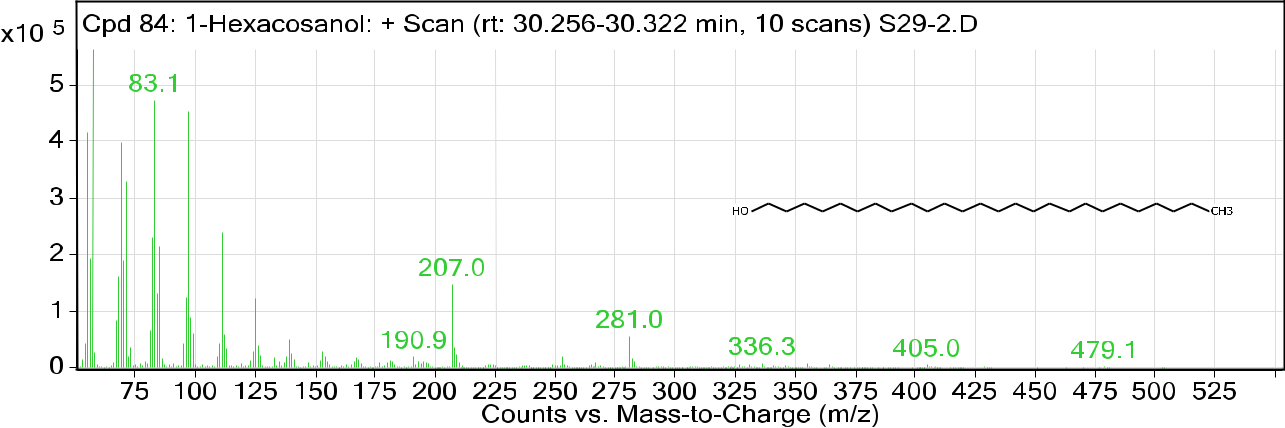 Cpd 84: 1-Hexacosanol: + Scan (rt: 30.256-30.322 min, 10 scans) S29-2.D
x10 5
5
4
3
2
1
0
83.1
207.0
190.9
281.0
336.3
405.0
479.1
HO
CH3
75 100 125 150 175 200 225 250 275 300 325 350 375 400 425 450 475 500 525
Counts vs. Mass-to-Charge (m/z)